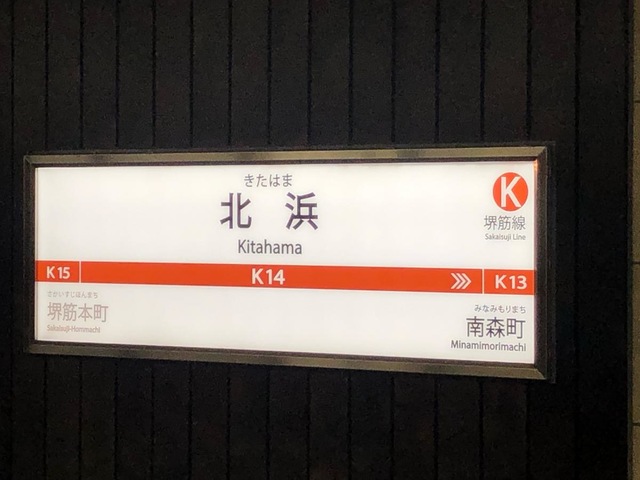 きたはま
北浜
Kitahama
K
堺筋線
Sakaisuji Line
K15
K14
K13
さかいすじほんまち
堺筋本町
Sakaisuji-Hommachi
みなみもりまち
南森町
Minamimorimachi